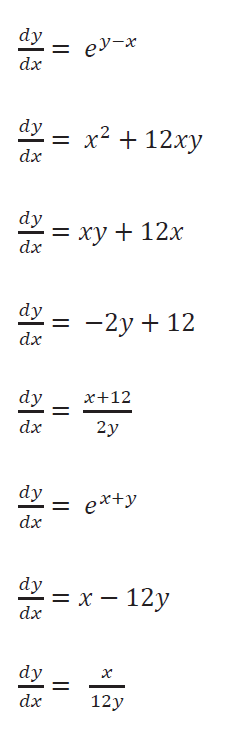 dy/dx = e^{y−x}
dy/dx = x² + 12xy
dy/dx = xy + 12x
dy/dx = −2y + 12
dy/dx = x+12/2y
dy/dx = e^{x+y}
dy/dx = x − 12y
dy/dx = x/12y